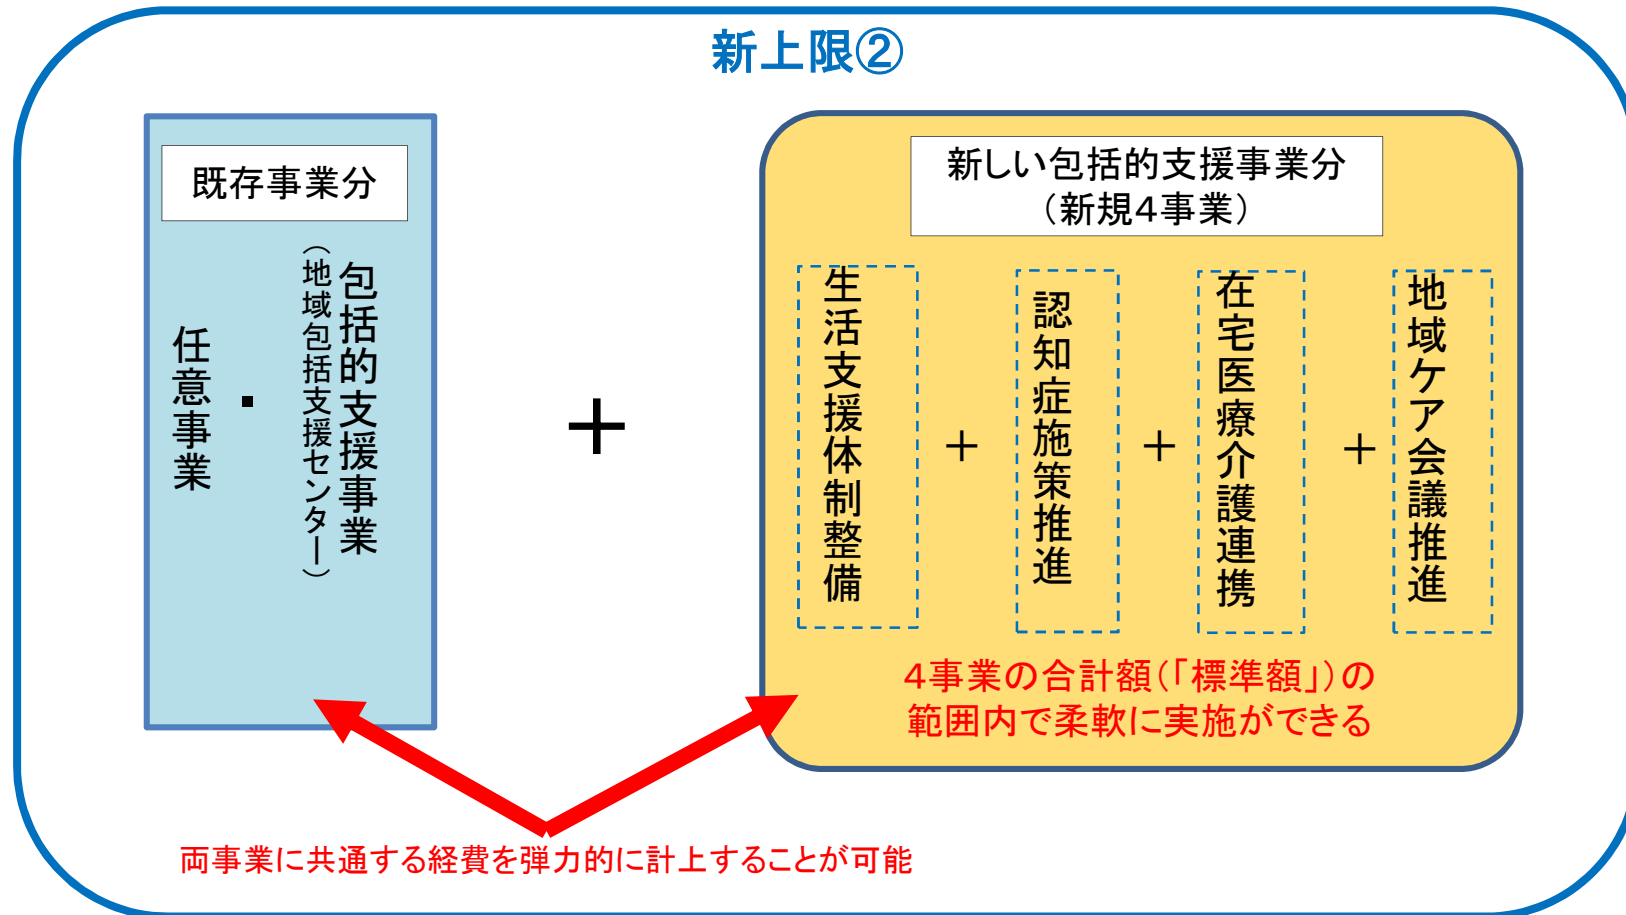 新上限②
既存事業分
包括的支援事業
（地域包括支援センター）
・
任意事業
＋
新しい包括的支援事業分
（新規４事業）
生活支援体制整備
＋
認知症施策推進
＋
在宅医療介護連携
＋
地域ケア会議推進
４事業の合計額（「標準額」）の
範囲内で柔軟に実施ができる
両事業に共通する経費を弾力的に計上することが可能